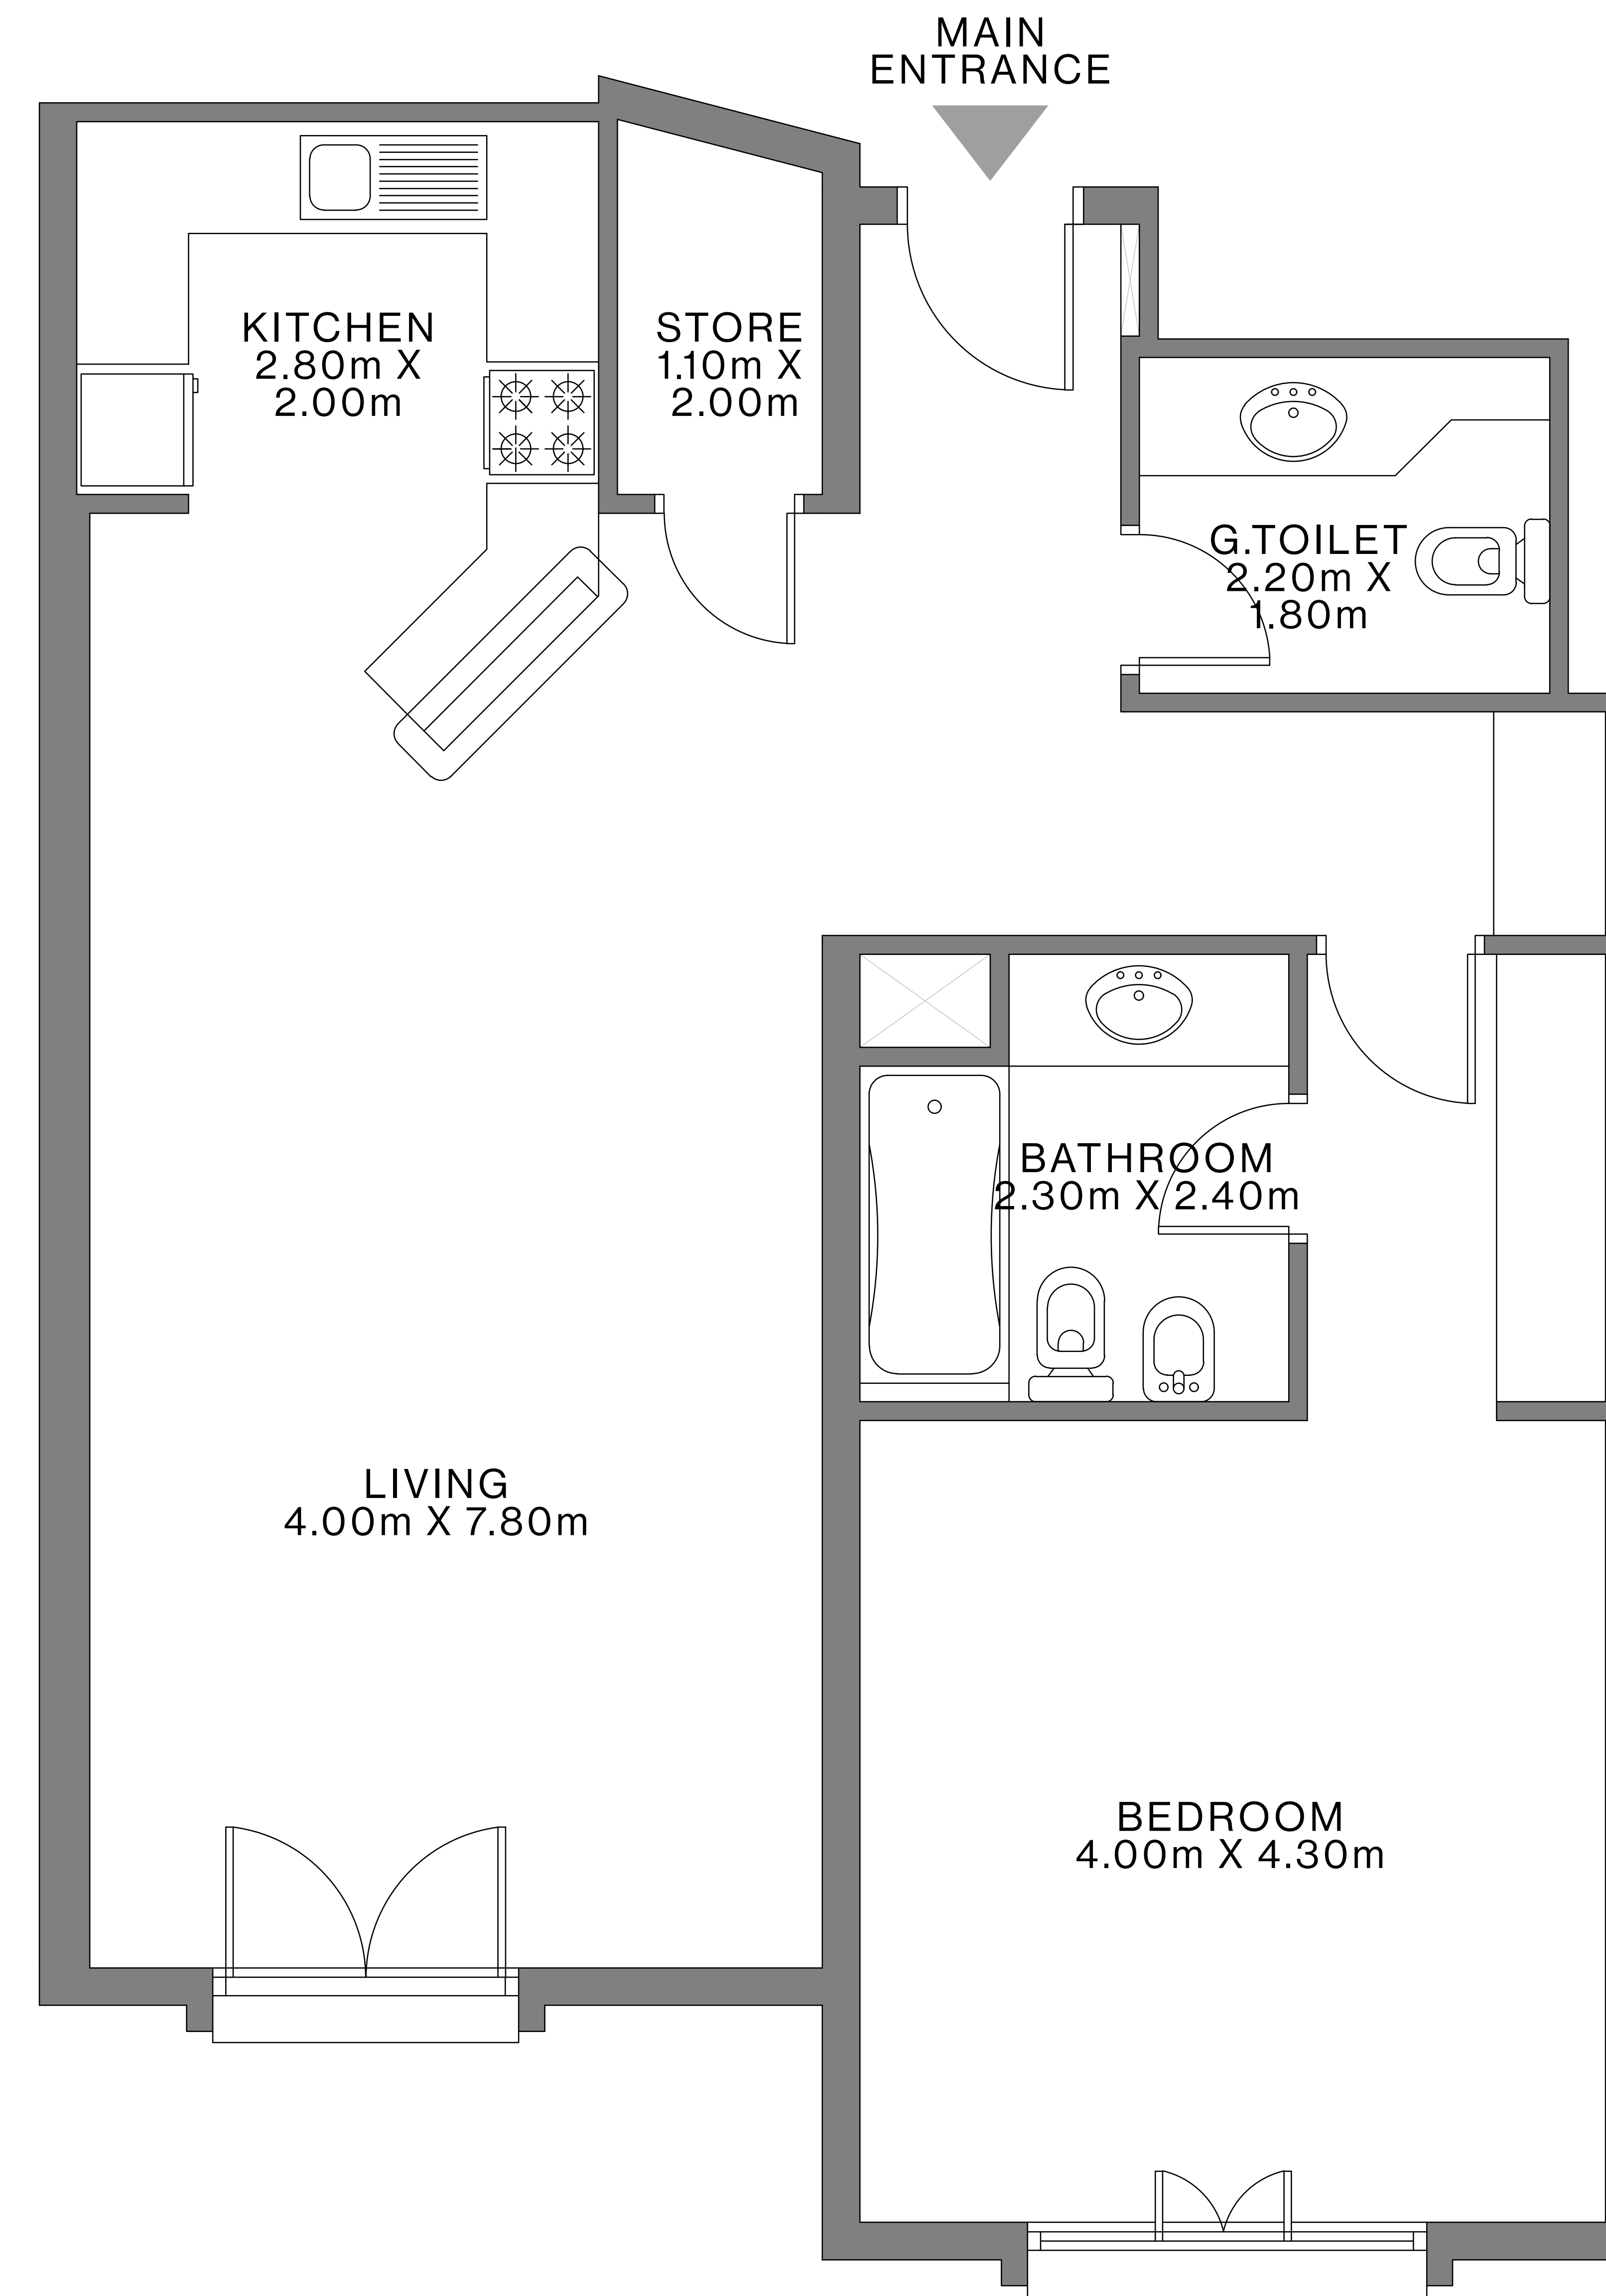 MAIN
ENTRANCE
KITCHEN
2.80m X
2.00m
STORE
1.10m X
2.00m
G.TOILET
2.20m X
1.80m
BATHROOM
2.30m X 2.40m
LIVING
4.00m X 7.80m
BEDROOM
4.00m X 4.30m